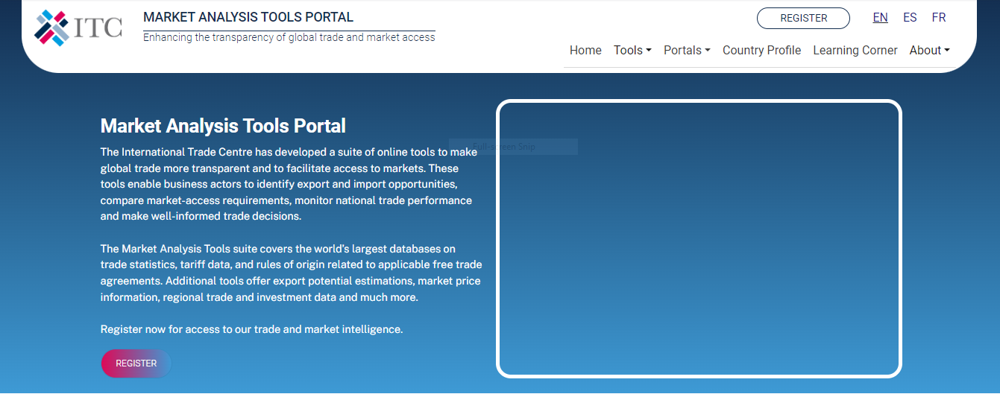 ITC
MARKET ANALYSIS TOOLS PORTAL
Enhancing the transparency of global trade and market access
REGISTER
EN ES FR
Home Tools Portals Country Profile Learning Corner About
Market Analysis Tools Portal
The International Trade Centre has developed a suite of online tools to make
global trade more transparent and to facilitate access to markets. These
tools enable business actors to identify export and import opportunities,
compare market-access requirements, monitor national trade performance
and make well-informed trade decisions.
The Market Analysis Tools suite covers the world's largest databases on
trade statistics, tariff data, and rules of origin related to applicable free trade
agreements. Additional tools offer export potential estimations, market price
information, regional trade and investment data and much more.
Register now for access to our trade and market intelligence.
REGISTER
Full-screen Snip